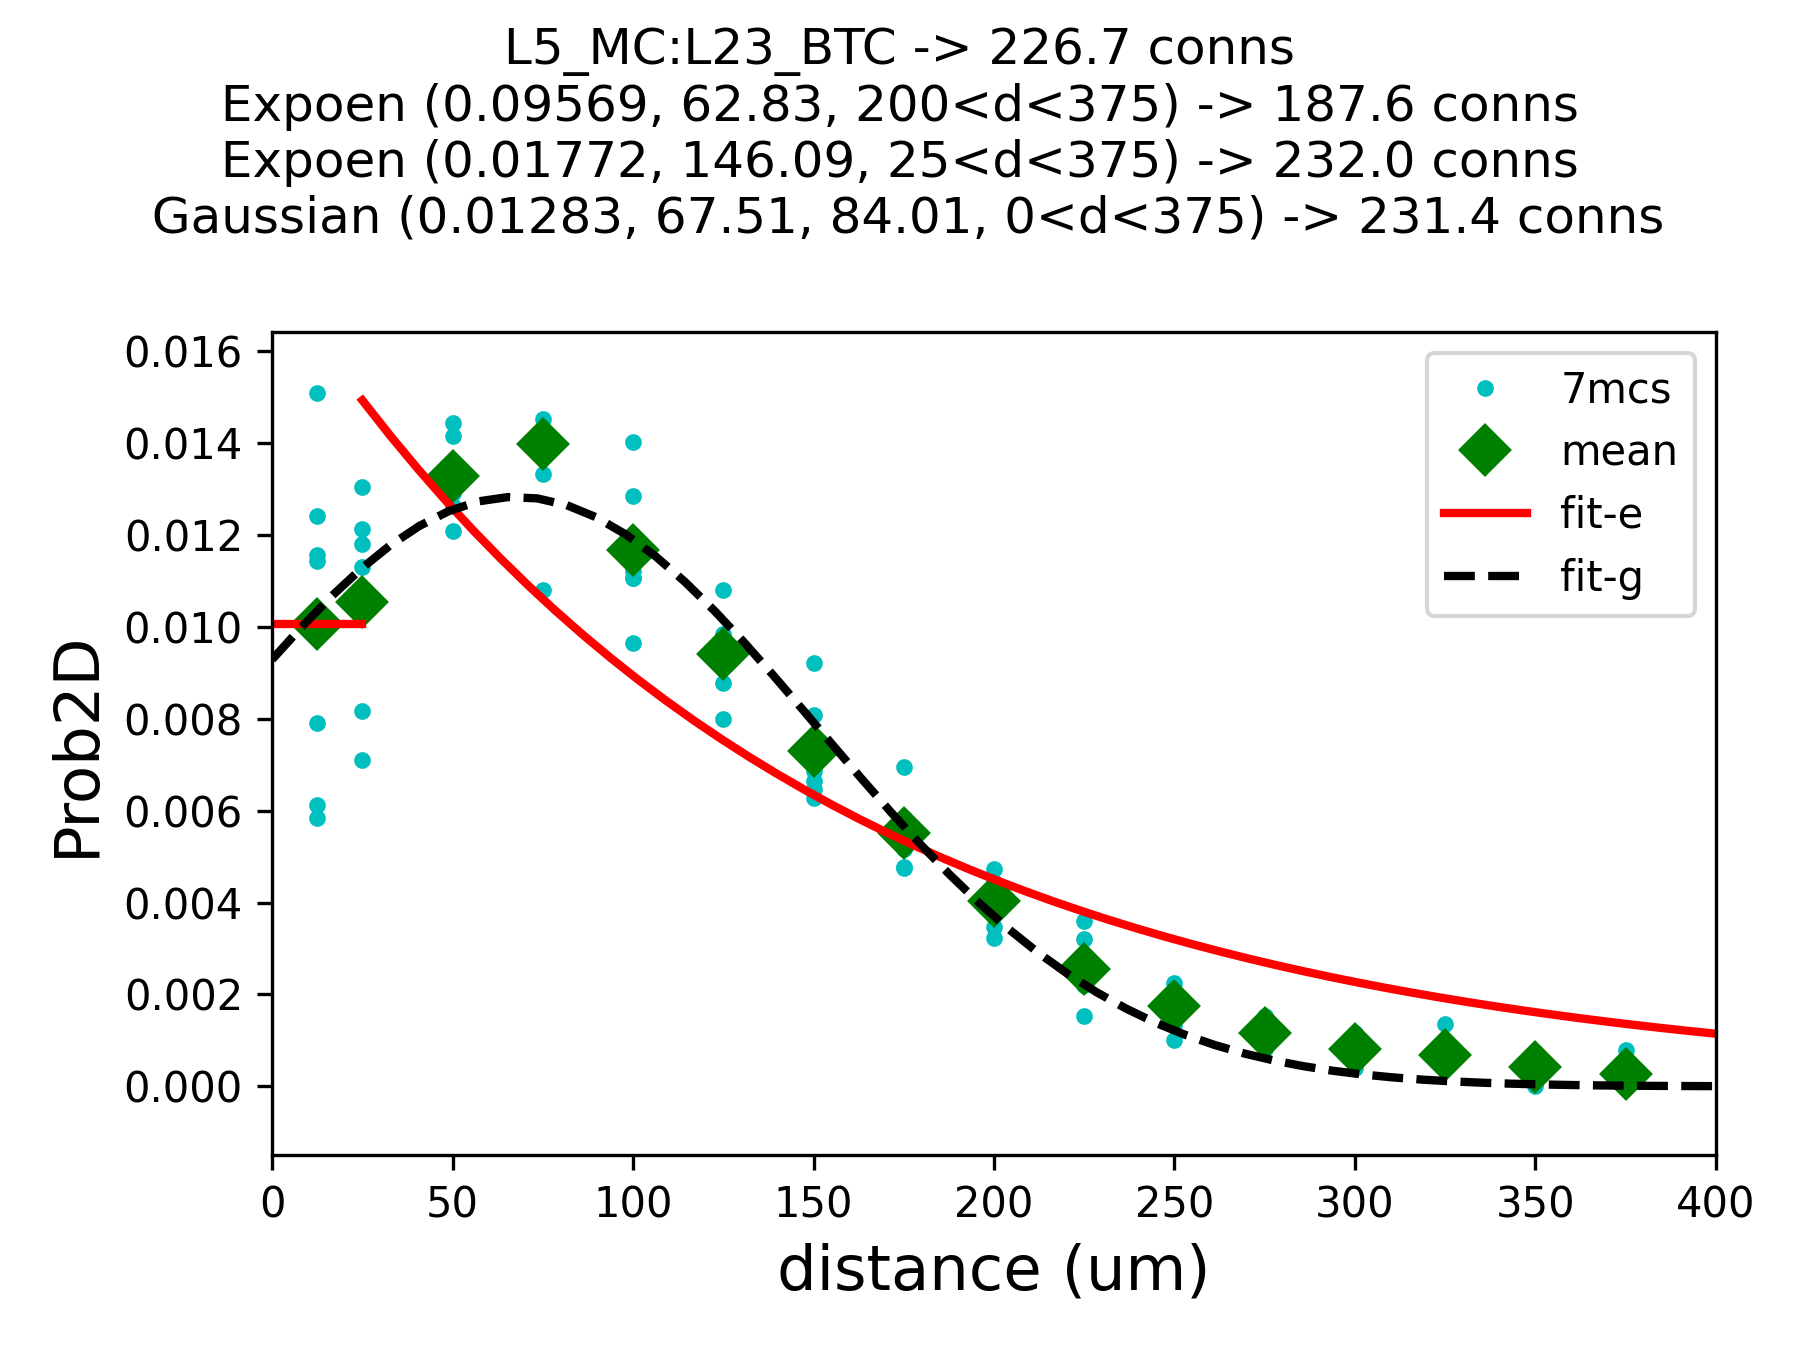 L5_MC:L23_BTC -> 226.7 conns
Expoen (0.09569, 62.83, 200<d<375) -> 187.6 conns
Expoen (0.01772, 146.09, 25<d<375) -> 232.0 conns
Gaussian (0.01283, 67.51, 84.01, 0<d<375) -> 231.4 conns
0.016
0.014
0.012
0.010
0.008
0.006
0.004
0.002
0.000
Prob2D
7mcs
mean
fit-e
fit-g
0 50 100 150 200 250 300 350 400
distance (um)